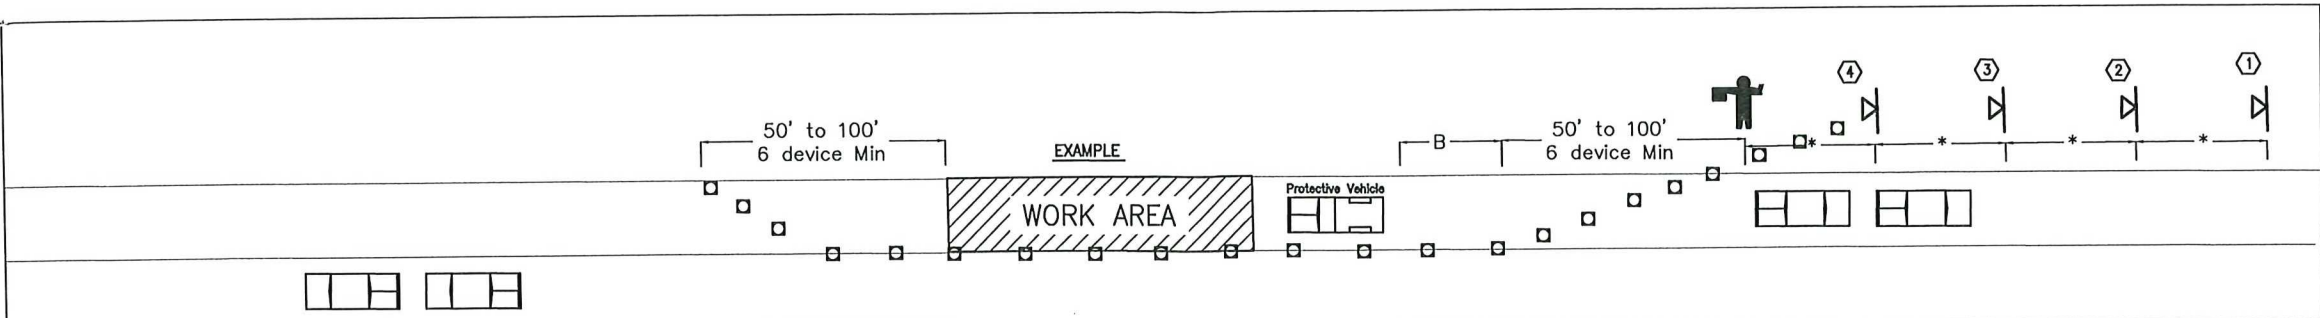 4
3
2
1
50' to 100'
6 device Min
EXAMPLE
B
50' to 100'
6 device Min
*
*
*
*
Protective Vehicle
WORK AREA